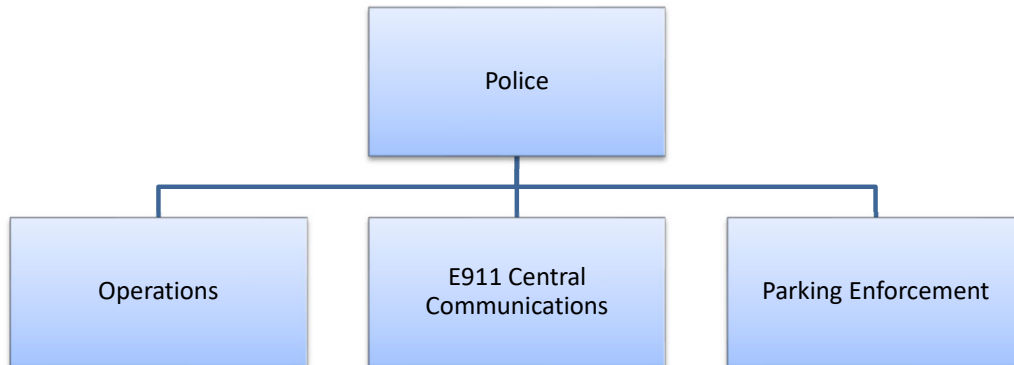 Police
Operations
E911 Central
Communications
Parking Enforcement